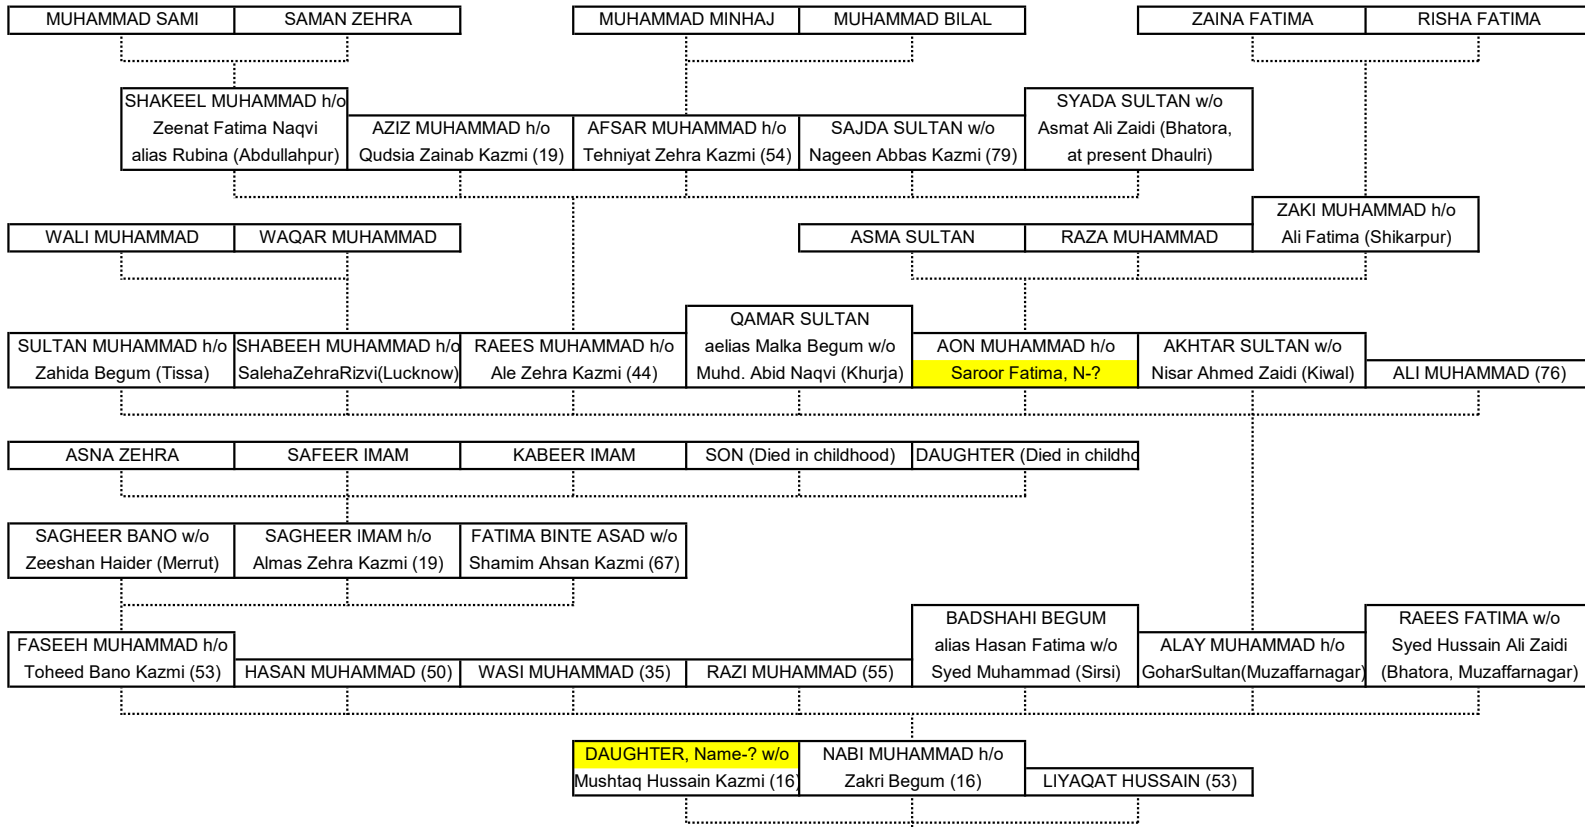 MUHAMMAD SAMI
SAMAN ZEHRA
MUHAMMAD MINHAJ
MUHAMMAD BILAL
ZAINA FATIMA
RISHA FATIMA
SHAKEEL MUHAMMAD h/o
Zeenat Fatima Naqvi
alias Rubina (Abdullahpur)
AZIZ MUHAMMAD h/o
Qudsia Zainab Kazmi (19)
AFSAR MUHAMMAD h/o
Tehniyat Zehra Kazmi (54)
SAJDA SULTAN w/o
Nageen Abbas Kazmi (79)
SYADA SULTAN w/o
Asmat Ali Zaidi (Bhatora,
at present Dhaulri)
WALI MUHAMMAD
WAQAR MUHAMMAD
ASMA SULTAN
RAZA MUHAMMAD
ZAKI MUHAMMAD h/o
Ali Fatima (Shikarpur)
SULTAN MUHAMMAD h/o
Zahida Begum (Tissa)
SHABEEH MUHAMMAD h/o
SalehaZehraRizvi(Lucknow)
RAEES MUHAMMAD h/o
Ale Zehra Kazmi (44)
QAMAR SULTAN
aelias Malka Begum w/o
Muhd. Abid Naqvi (Khurja)
AON MUHAMMAD h/o
Saroor Fatima, N-?
AKHTAR SULTAN w/o
Nisar Ahmed Zaidi (Kiwal)
ALI MUHAMMAD (76)
ASNA ZEHRA
SAFEER IMAM
KABEER IMAM
SON (Died in childhood)
DAUGHTER (Died in childho
SAGHEER BANO w/o
Zeeshan Haider (Merrut)
SAGHEER IMAM h/o
Almas Zehra Kazmi (19)
FATIMA BINTE ASAD w/o
Shamim Ahsan Kazmi (67)
FASEEH MUHAMMAD h/o
Toheed Bano Kazmi (53)
HASAN MUHAMMAD (50)
WASI MUHAMMAD (35)
RAZI MUHAMMAD (55)
BADSHAHI BEGUM
alias Hasan Fatima w/o
Syed Muhammad (Sirsi)
ALAY MUHAMMAD h/o
GoharSultan(Muzaffarnagar)
RAEES FATIMA w/o
Syed Hussain Ali Zaidi
(Bhatora, Muzaffarnagar)
DAUGHTER, Name-? w/o
Mushtaq Hussain Kazmi (16)
NABI MUHAMMAD h/o
Zakri Begum (16)
LIYAQAT HUSSAIN (53)